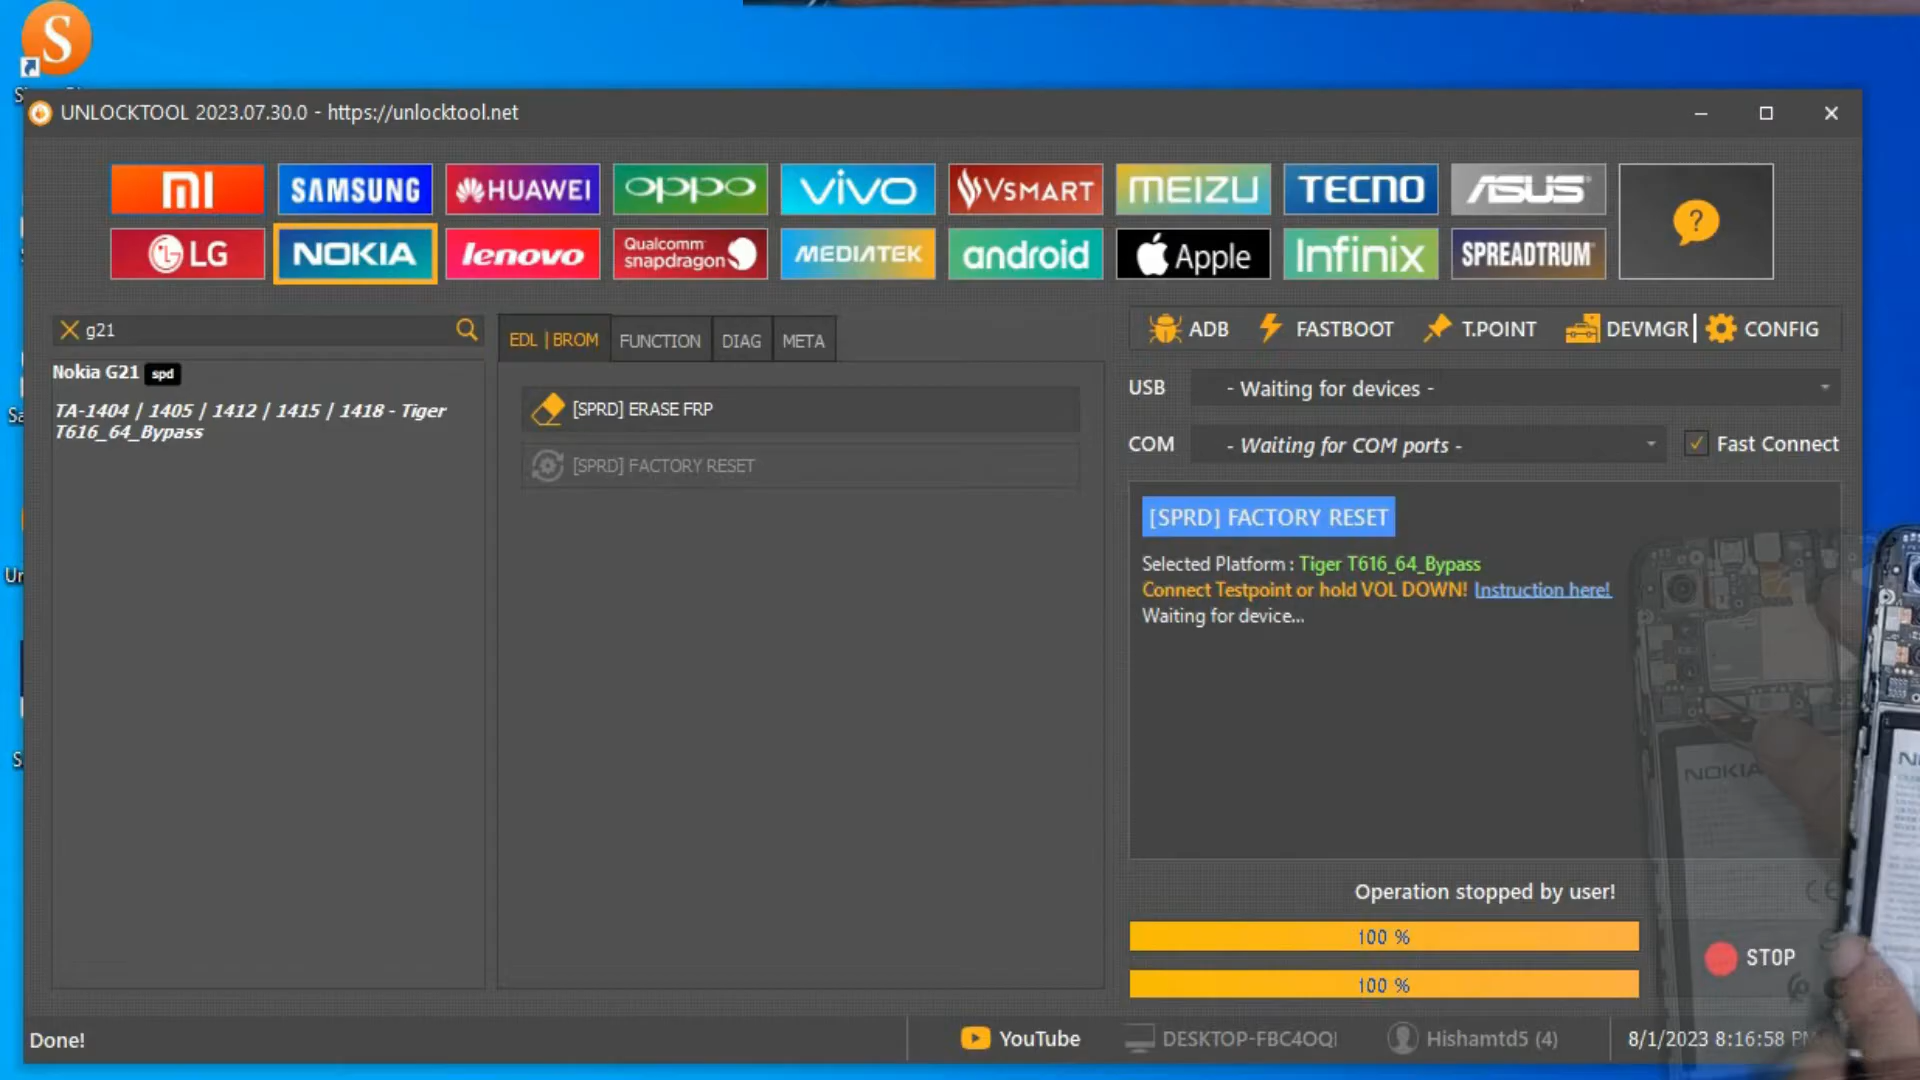 S
UNLOCKTOOL 2023.07.30.0 - https://unlocktool.net
MI
SAMSUNG
HUAWEI
oppo
vivo
VSMART
MEIZU
TECNO
ASUS
?
LG
NOKIA
lenovo
Qualcomm
snapdragon
MEDIATEK
android
Apple
Infinix
SPREADTRUM
g21
EDL | BROM
FUNCTION
DIAG
META
ADB
FASTBOOT
T.POINT
DEVMGR
CONFIG
Nokia G21 spd
TA-1404 / 1405 / 1412 / 1415 / 1418 - Tiger
T616_64_Bypass
[SPRD] ERASE FRP
[SPRD] FACTORY RESET
USB
- Waiting for devices -
COM
- Waiting for COM ports -
Fast Connect
[SPRD] FACTORY RESET
Selected Platform : Tiger T616_64_Bypass
Connect Testpoint or hold VOL DOWN! Instruction here!
Waiting for device...
NOKIA
Operation stopped by user!
100 %
100 %
STOP
Done!
YouTube
DESKTOP-FBC4OQ
Hishamtd5 (4)
8/1/2023 8:16:58 PM